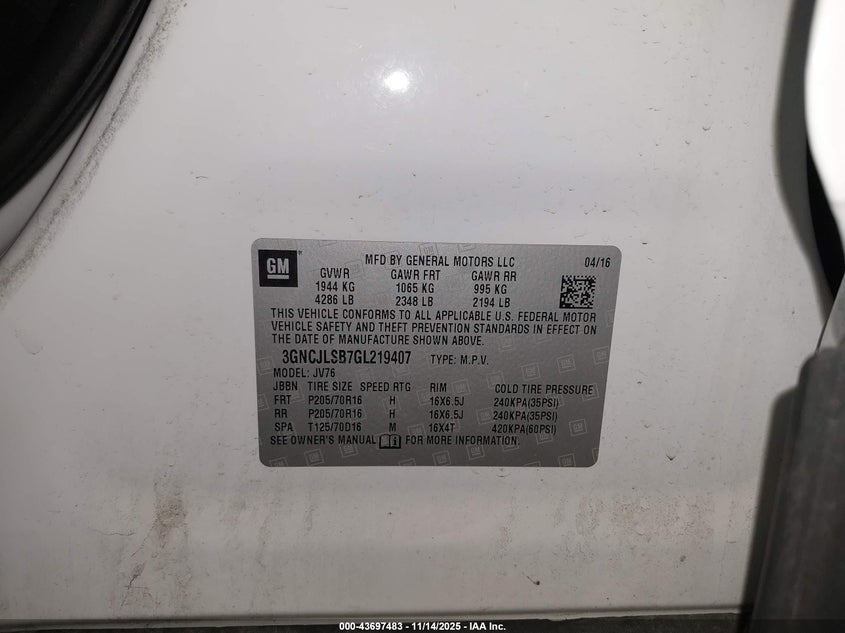 GM
MFD BY GENERAL MOTORS LLC 04/16
GVWR GAWR FRT GAWR RR
1944 KG 1065 KG 995 KG
4286 LB 2348 LB 2194 LB
THIS VEHICLE CONFORMS TO ALL APPLICABLE U.S. FEDERAL MOTOR
VEHICLE SAFETY AND THEFT PREVENTION STANDARDS IN EFFECT ON
THE DATE OF MANUFACTURE SHOWN ABOVE.
3GNCJLSB7GL219407 TYPE: M.P.V.
MODEL: JV76
JBBN TIRE SIZE SPEED RTG RIM COLD TIRE PRESSURE
FRT P205/70R16 H 16X6.5J 240KPA(35PSI)
RR P205/70R16 H 16X6.5J 240KPA(35PSI)
SPA T125/70D16 M 16X4T 420KPA(60PSI)
SEE OWNER'S MANUAL FOR MORE INFORMATION.
000-43697483 - 11/14/2025 - IAA Inc.